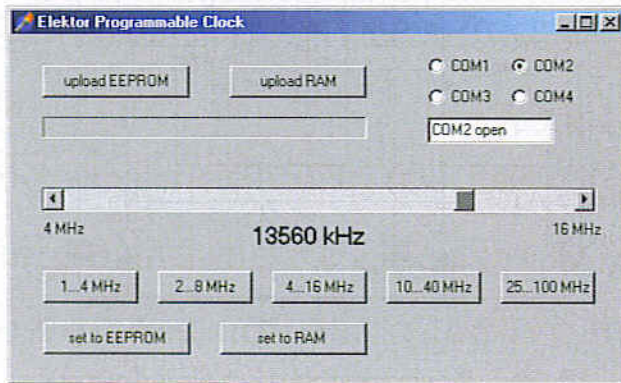 Elektor Programmable Clock
upload EEPROM upload RAM COM1 COM2
COM3 COM4
COM2 open
4 MHz 13560 kHz 16 MHz
1...4 MHz 2...8 MHz 4...16 MHz 10...40 MHz 25...100 MHz
set to EEPROM set to RAM